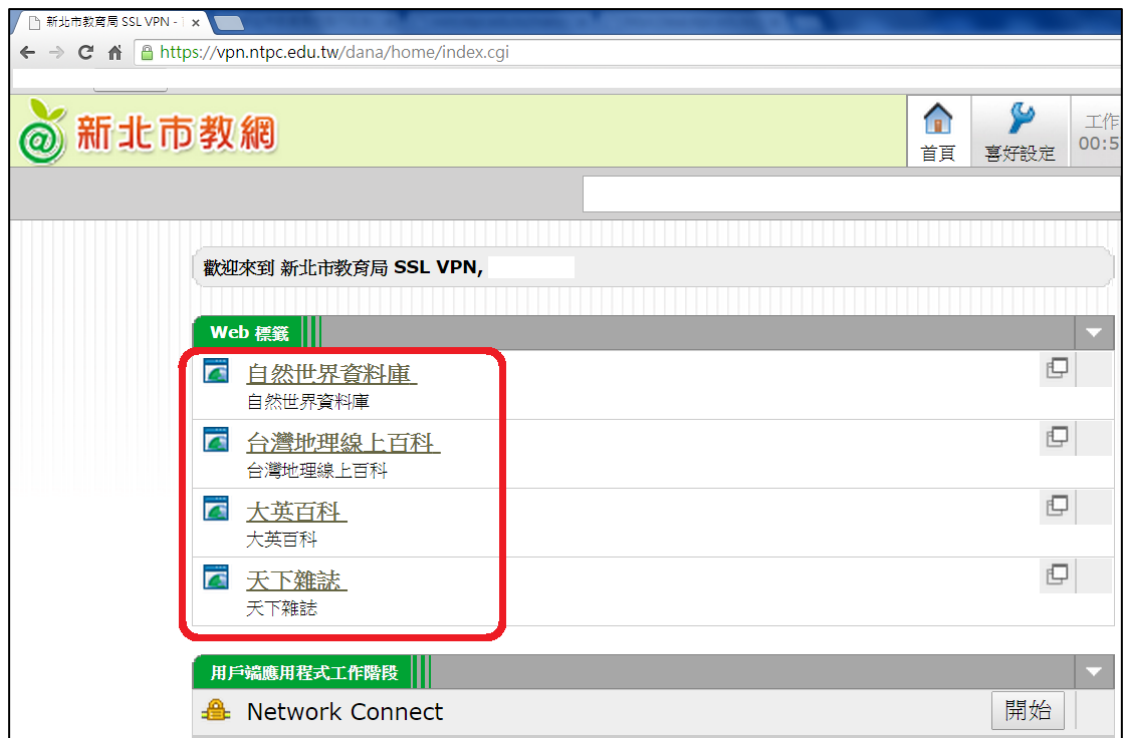 新北市教育局 SSL VPN -
https://vpn.ntpc.edu.tw/dana/home/index.cgi
新北市教網
首頁
喜好設定
工作
00:5
歡迎來到 新北市教育局 SSL VPN,
Web 標籤
自然世界資料庫
自然世界資料庫
台灣地理線上百科
台灣地理線上百科
大英百科
大英百科
天下雜誌
天下雜誌
用戶端應用程式工作階段
Network Connect
開始